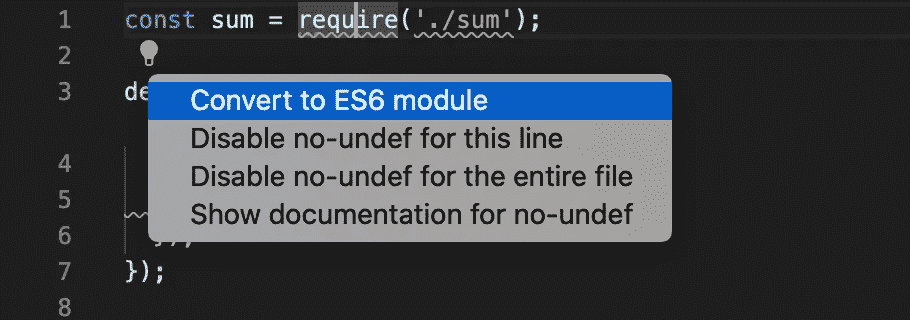 1 const sum = require('./sum');
2
3 de
Convert to ES6 module
Disable no-undef for this line
4
Disable no-undef for the entire file
5
Show documentation for no-undef
6 });
7 });
8